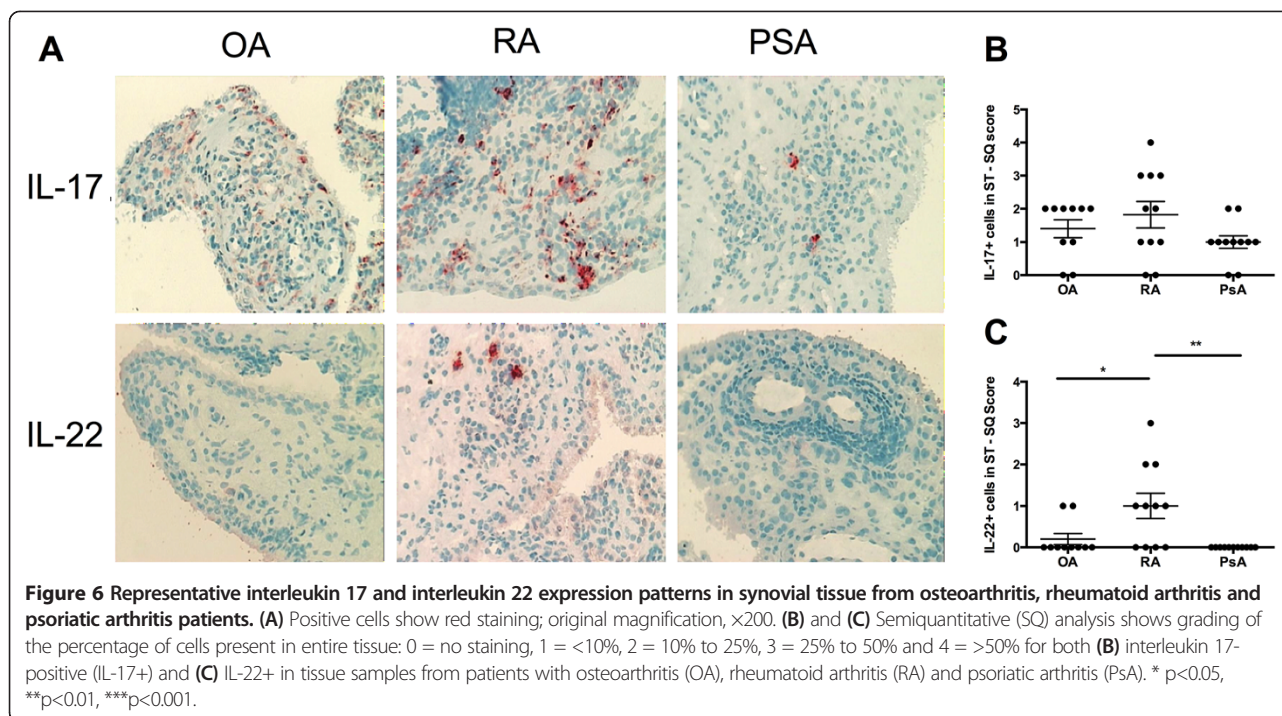 A
OA
RA
PSA
IL-17
IL-22
B
IL-17+ cells in ST - SQ score
5
4
3
2
1
0
OA RA PsA
C
* **
IL-22+ cells in ST - SQ Score
4
3
2
1
0
OA RA PsA
Figure 6 Representative interleukin 17 and interleukin 22 expression patterns in synovial tissue from osteoarthritis, rheumatoid arthritis and
psoriatic arthritis patients. (A) Positive cells show red staining; original magnification, ×200. (B) and (C) Semiquantitative (SQ) analysis shows grading of
the percentage of cells present in entire tissue: 0 = no staining, 1 = <10%, 2 = 10% to 25%, 3 = 25% to 50% and 4 = >50% for both (B) interleukin 17-
positive (IL-17+) and (C) IL-22+ in tissue samples from patients with osteoarthritis (OA), rheumatoid arthritis (RA) and psoriatic arthritis (PsA). * p<0.05,
**p<0.01, ***p<0.001.